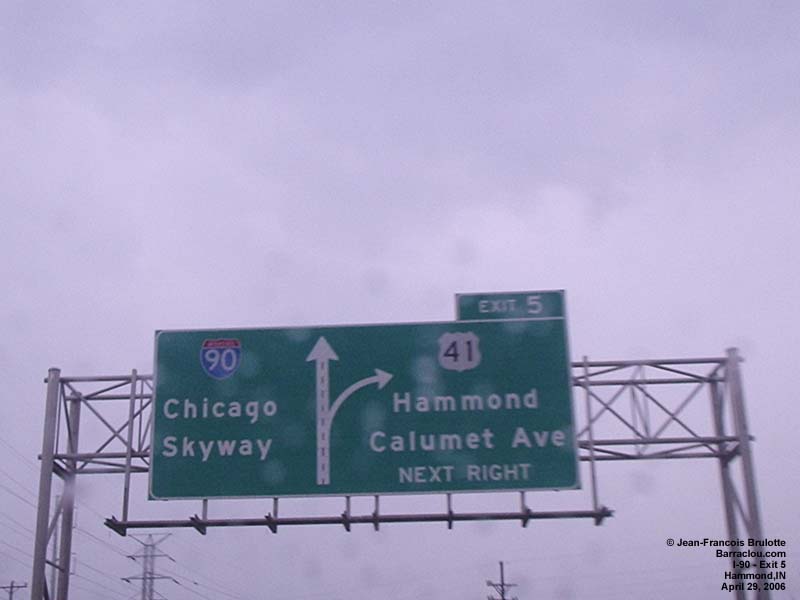 EXIT 5
90
Chicago
Skyway
41
Hammond
Calumet Ave
NEXT RIGHT
© Jean-Francois Brulotte
Barraclou.com
I-90 - Exit 5
Hammond,IN
April 29, 2006